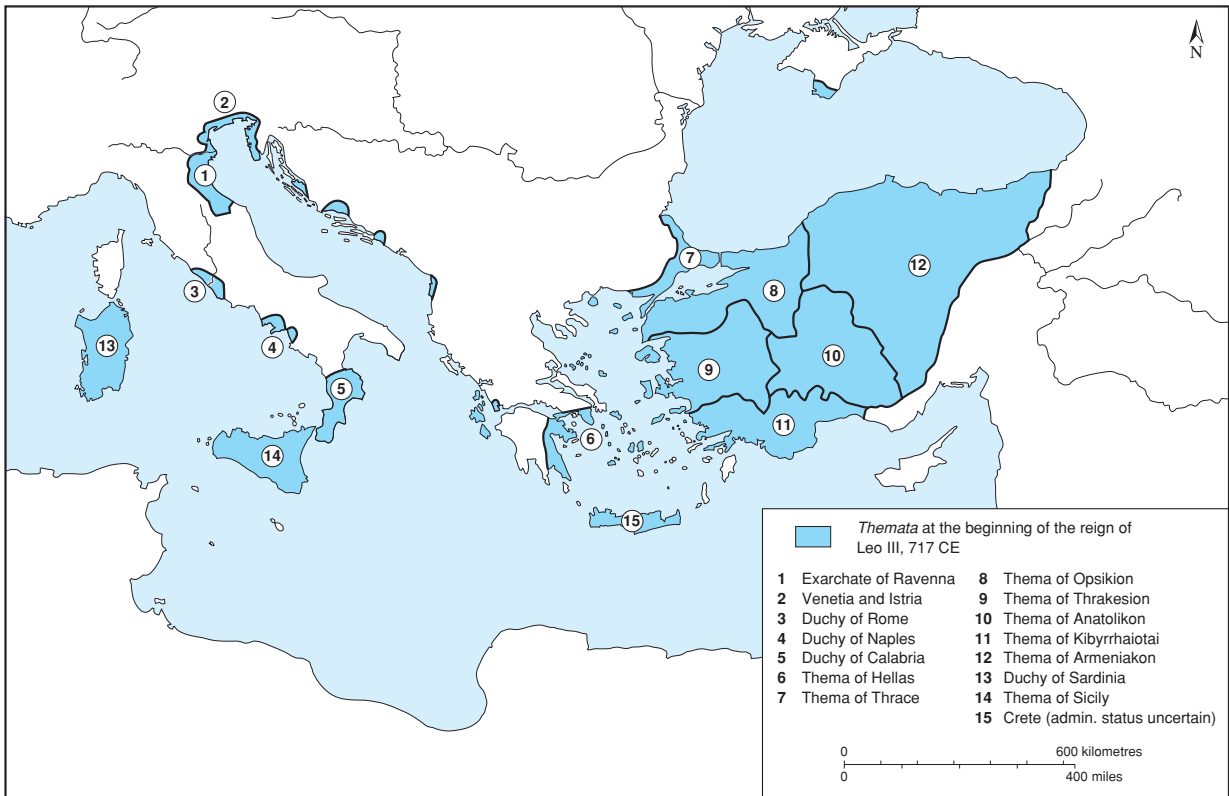 N
2
1
7
3
8
12
13
4
10
9
5
11
6
14
15
Themata at the beginning of the reign of
Leo III, 717 CE
1 Exarchate of Ravenna
2 Venetia and Istria
3 Duchy of Rome
4 Duchy of Naples
5 Duchy of Calabria
6 Thema of Hellas
7 Thema of Thrace
8 Thema of Opsikion
9 Thema of Thrakesion
10 Thema of Anatolikon
11 Thema of Kibyrrhaiotai
12 Thema of Armeniakon
13 Duchy of Sardinia
14 Thema of Sicily
15 Crete (admin. status uncertain)
0 600 kilometres
0 400 miles